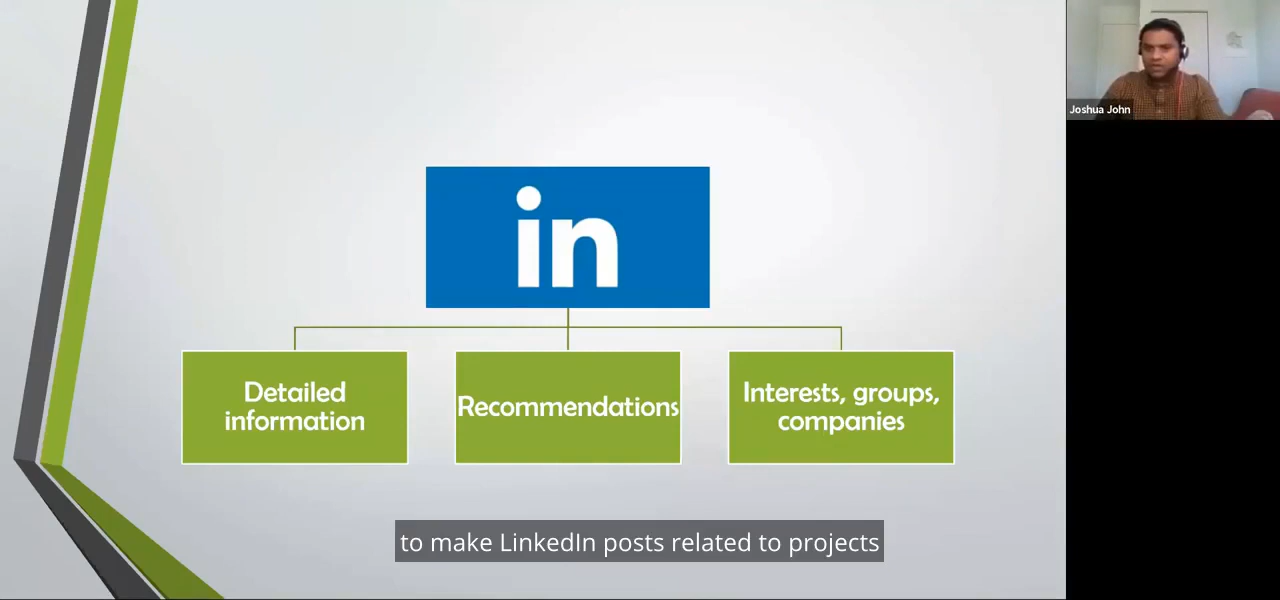 Joshua John
in
Detailed
information
Recommendations
Interests, groups,
companies
to make LinkedIn posts related to projects